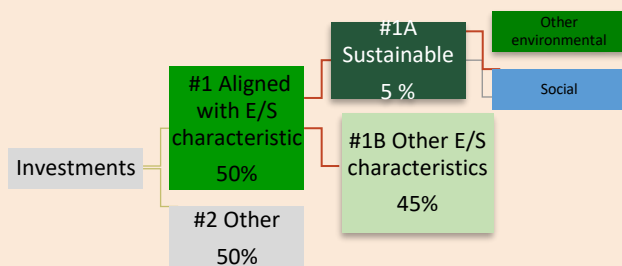 Investments
#1 Aligned
with E/S
characteristic
50%
#2 Other
50%
#1A
Sustainable
5 %
#1B Other E/S
characteristics
45%
Other
environmental
Social